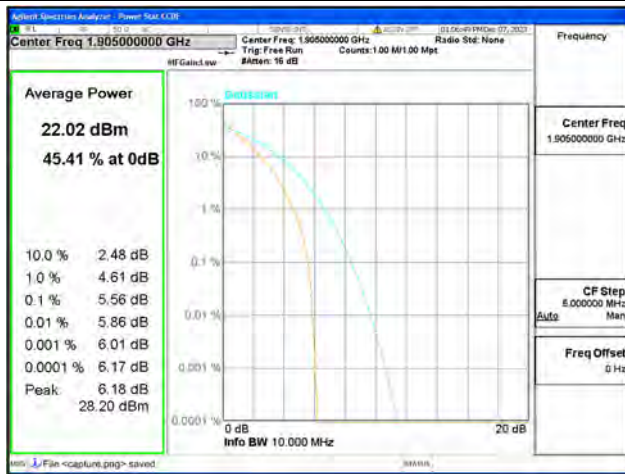 Agilent Spectrum Analyzer - Power Stat CCDF
Center Freq 1.905000000 GHz
Center Freq: 1.905000000 GHz
Radio Std: None
Trig: Free Run
Counts:1.00 M/1.00 Mpt
#Atten: 16 dB
Frequency
Average Power
22.02 dBm
45.41 % at 0dB
10.0 % 2.48 dB
1.0 % 4.61 dB
0.1 % 5.56 dB
0.01 % 5.86 dB
0.001 % 6.01 dB
0.0001 % 6.17 dB
Peak 6.18 dB
28.20 dBm
Gaussian
100 %
10 %
1 %
0.1 %
0.01 %
0.001 %
0.0001 %
0 dB
20 dB
Info BW 10.000 MHz
Center Freq
1.905000000 GHz
CF Step
5.000000 MHz
Auto Man
Freq Offset
0 Hz
MSG
File <capture.png> saved
STATUS